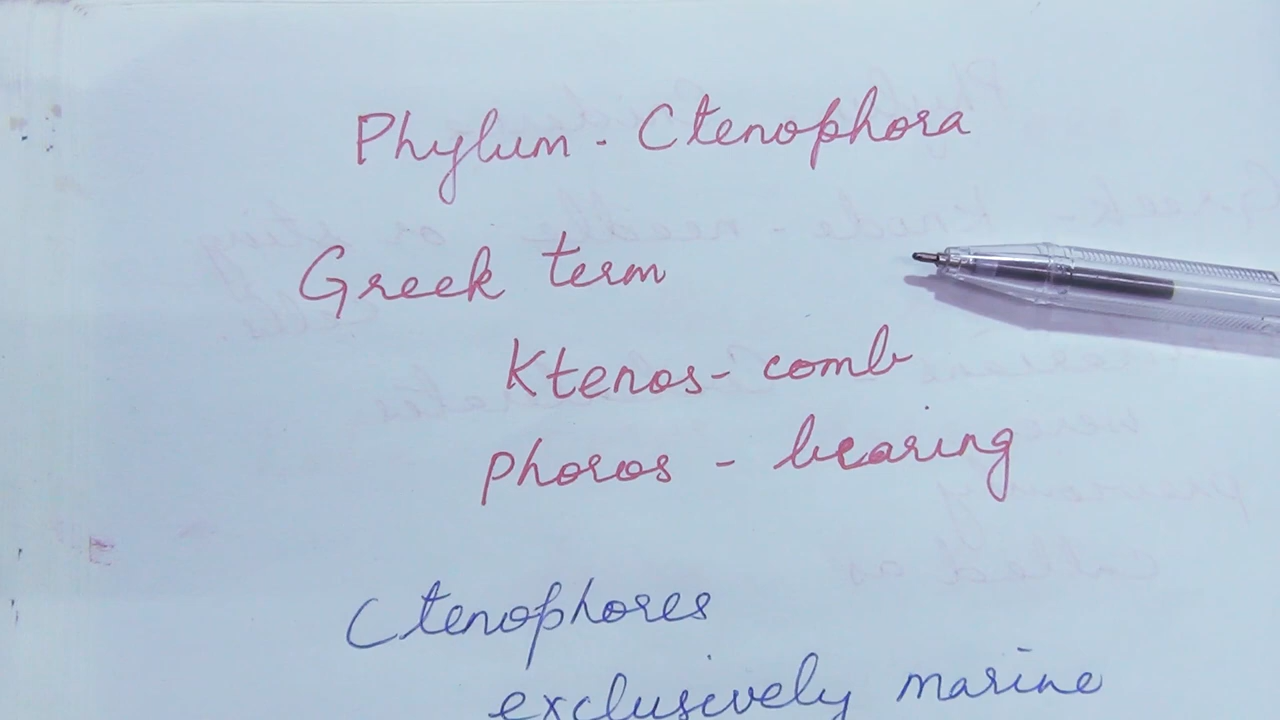 Phylum - Ctenophora
Greek term
Ktenos - comb
phoros - bearing
Ctenophores
exclusively marine